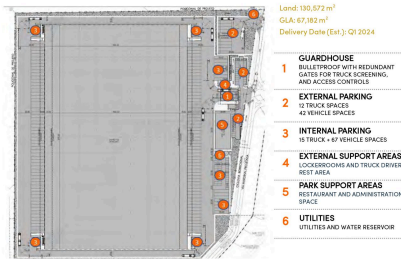 Land: 130,572 m²
GLA: 67,182 m²
Delivery Date (Est.): Q1 2024
1 GUARDHOUSE
BULLETPROOF WITH REDUNDANT
GATES FOR TRUCK SCREENING,
AND ACCESS CONTROLS
2 EXTERNAL PARKING
12 TRUCK SPACES
42 VEHICLE SPACES
3 INTERNAL PARKING
15 TRUCK + 67 VEHICLE SPACES
4 EXTERNAL SUPPORT AREAS
LOCKERROOMS AND TRUCK DRIVER
REST AREA
5 PARK SUPPORT AREAS
RESTAURANT AND ADMINISTRATION
SPACE
6 UTILITIES
UTILITIES AND WATER RESERVOIR